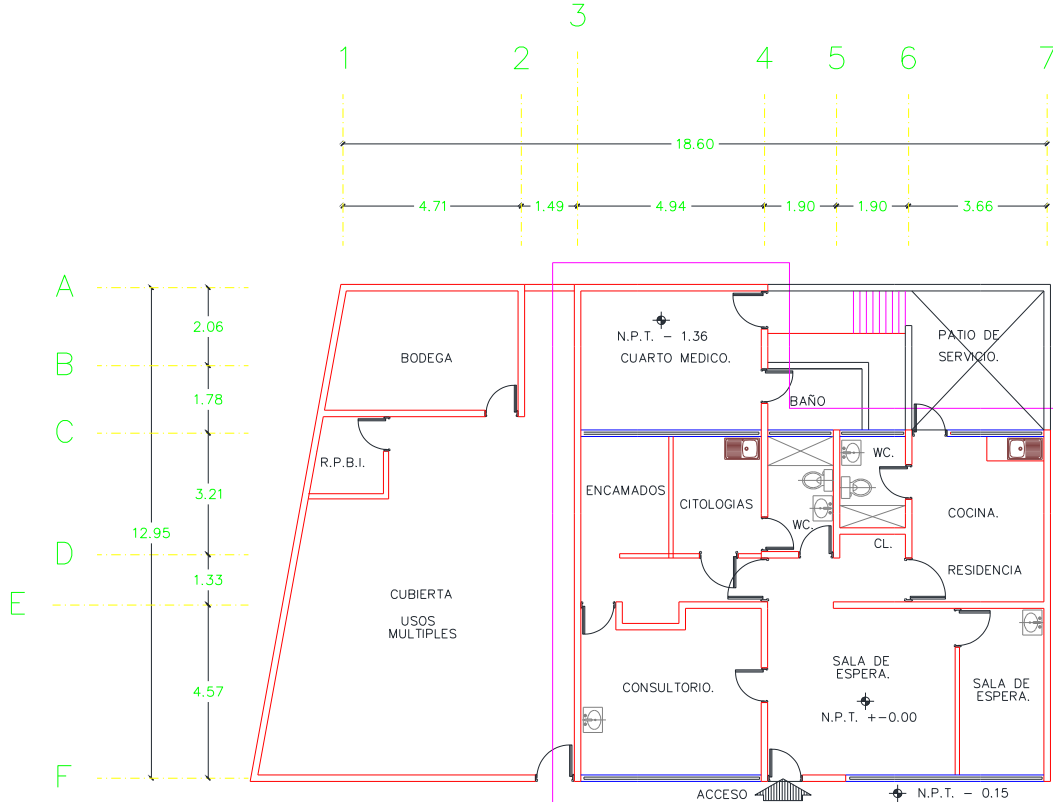 3
1 2 4 5 6 7
18.60
4.71 1.49 4.94 1.90 1.90 3.66
A
2.06
N.P.T. - 1.36
CUARTO MEDICO.
PATIO DE
SERVICIO.
BODEGA
B
1.78
BAÑO
C
R.P.B.I.
WC.
3.21
ENCAMADOS
CITOLOGIAS
COCINA.
12.95
WC.
CL.
D
RESIDENCIA
1.33
CUBIERTA
USOS
MULTIPLES
E
4.57
CONSULTORIO.
SALA DE
ESPERA.
SALA DE
ESPERA.
N.P.T. +-0.00
F
ACCESO
N.P.T. - 0.15